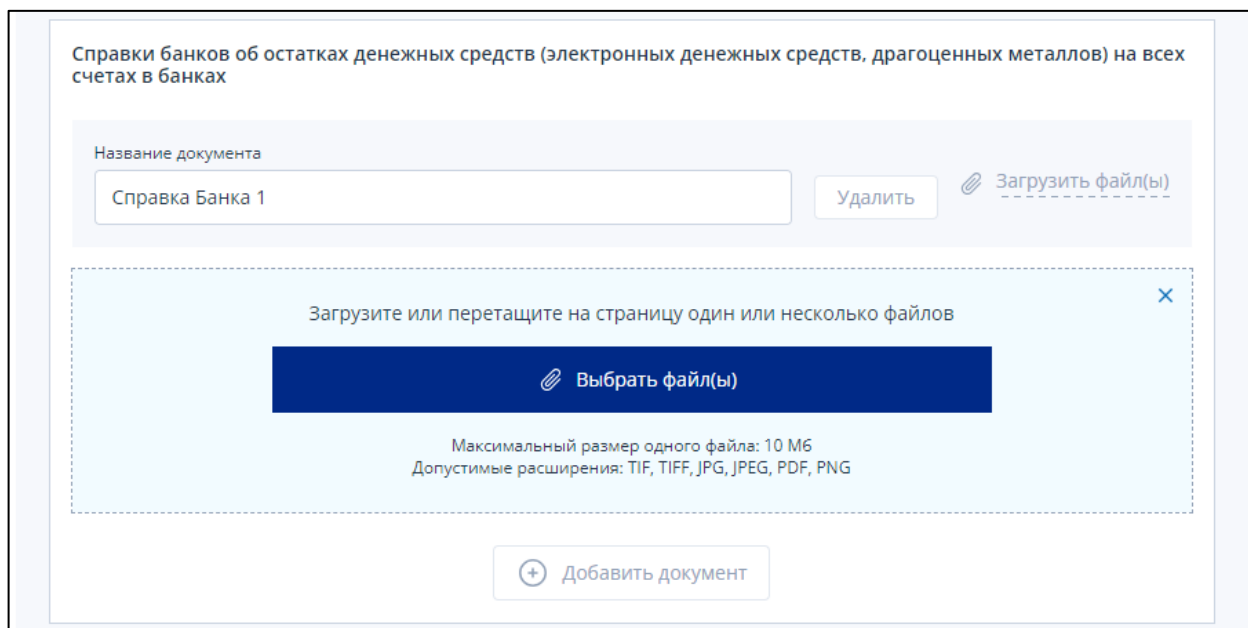 Справки банков об остатках денежных средств (электронных денежных средств, драгоценных металлов) на всех
счетах в банках
Название документа
Справка Банка 1
Удалить
Загрузить файл(ы)
Загрузите или перетащите на страницу один или несколько файлов
Выбрать файл(ы)
Максимальный размер одного файла: 10 Мб
Допустимые расширения: TIF, TIFF, JPG, JPEG, PDF, PNG
Добавить документ